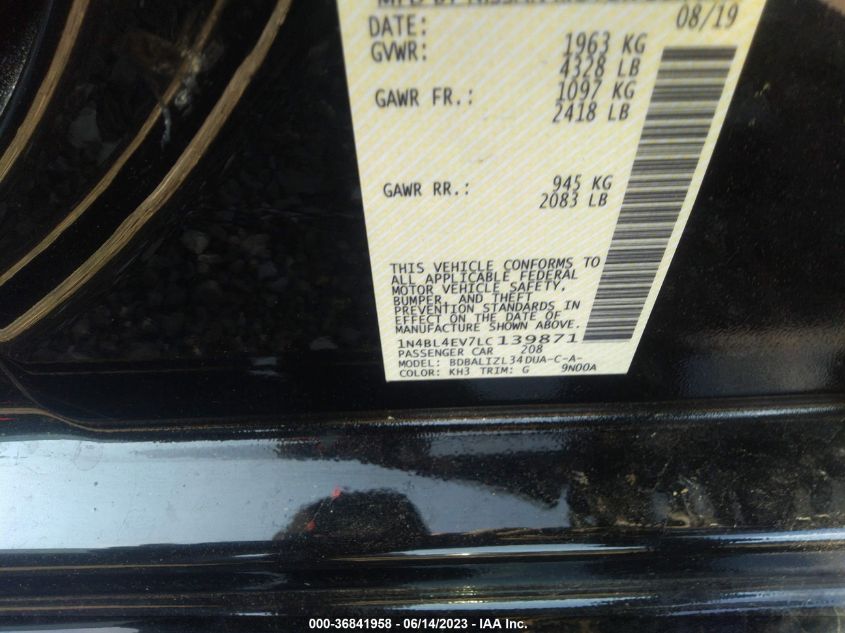 DATE: 08/19
GVWR: 1963 KG
4328 LB
GAWR FR.: 1097 KG
2418 LB
GAWR RR.: 945 KG
2083 LB
THIS VEHICLE CONFORMS TO
ALL APPLICABLE FEDERAL
MOTOR VEHICLE SAFETY,
BUMPER, AND THEFT
PREVENTION STANDARDS IN
EFFECT ON THE DATE OF
MANUFACTURE SHOWN ABOVE.
1N4BL4EV7LC139871
PASSENGER CAR 208
MODEL: BDBALIZL34DUA-C-A-
COLOR: KH3 TRIM: G 9N00A
000-36841958 - 06/14/2023 - IAA Inc.